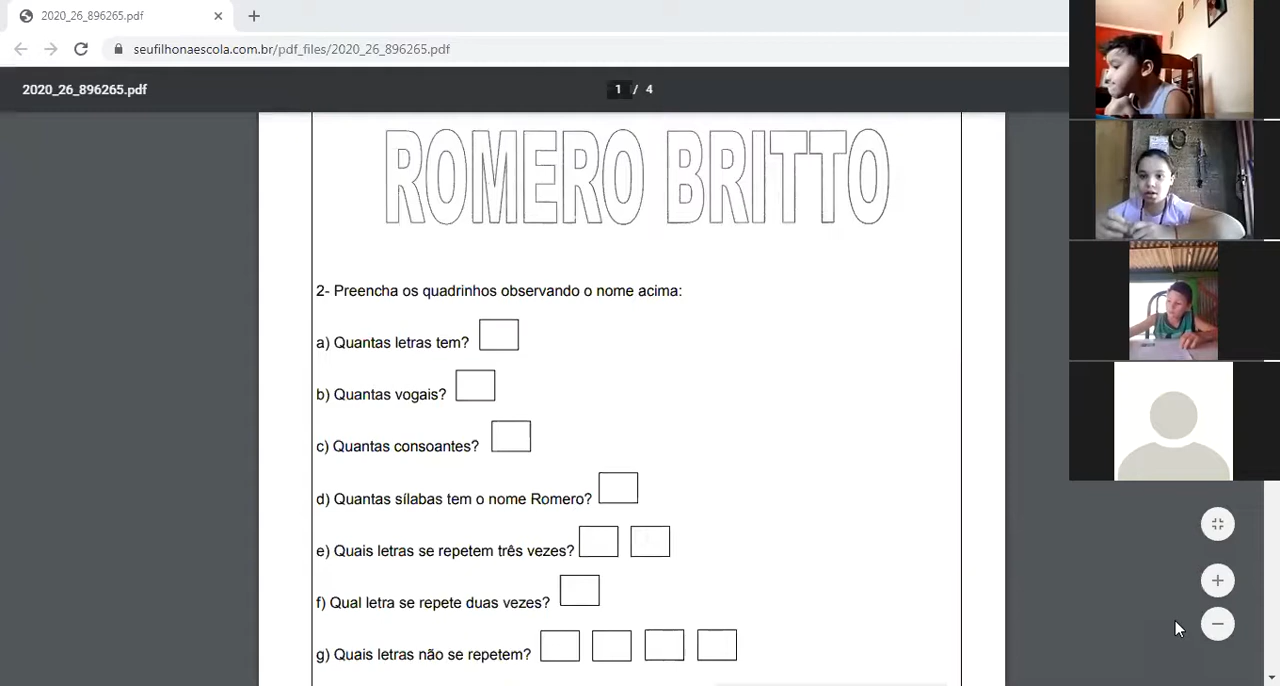 2020_26_896265.pdf
seufilhonaescola.com.br/pdf_files/2020_26_896265.pdf
2020_26_896265.pdf
1 / 4
ROMERO BRITTO
2- Preencha os quadrinhos observando o nome acima:
a) Quantas letras tem?
b) Quantas vogais?
c) Quantas consoantes?
d) Quantas sílabas tem o nome Romero?
e) Quais letras se repetem três vezes?
f) Qual letra se repete duas vezes?
g) Quais letras não se repetem?